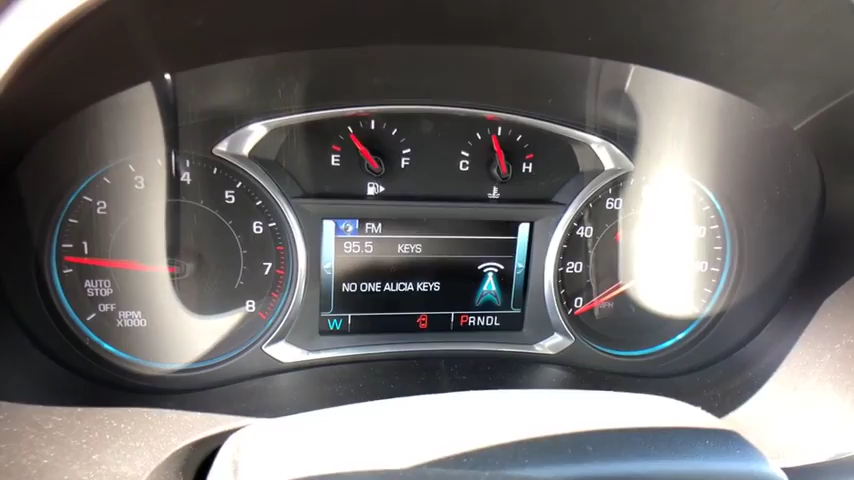 E F
C H
1 2 3 4 5 6 7 8
AUTO
STOP
OFF
RPM
X1000
FM
95.5 KEYS
NO ONE ALICIA KEYS
W PRNDL
0 20 40 60
MPH